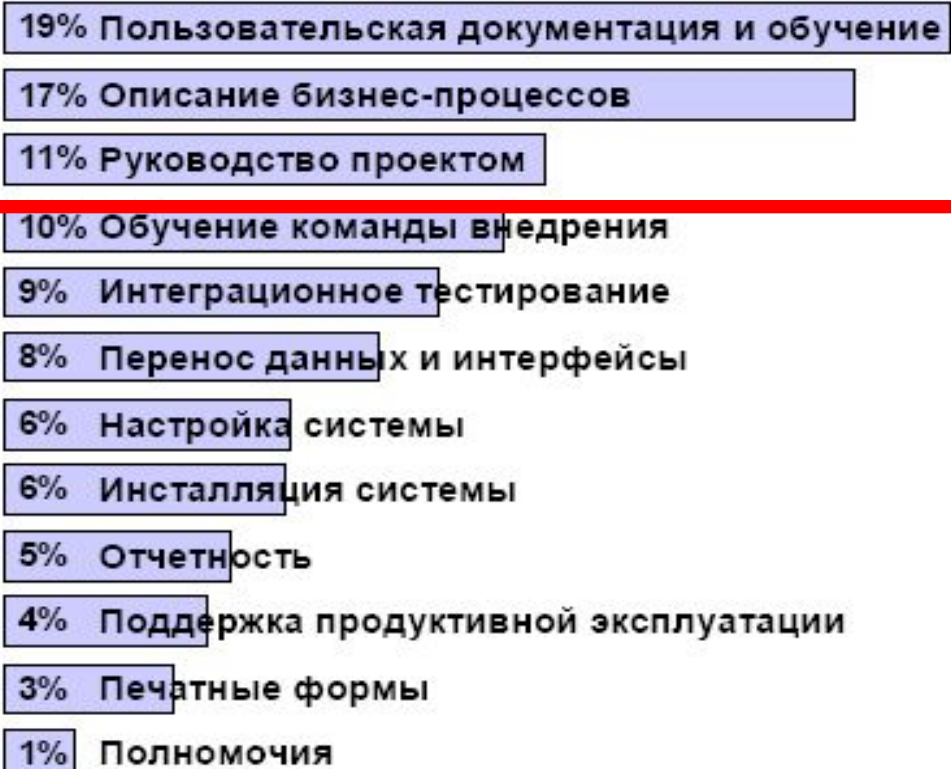 19% Пользовательская документация и обучение
17% Описание бизнес-процессов
11% Руководство проектом
10% Обучение команды внедрения
9% Интеграционное тестирование
8% Перенос данных и интерфейсы
6% Настройка системы
6% Инсталляция системы
5% Отчетность
4% Поддержка продуктивной эксплуатации
3% Печатные формы
1% Полномочия